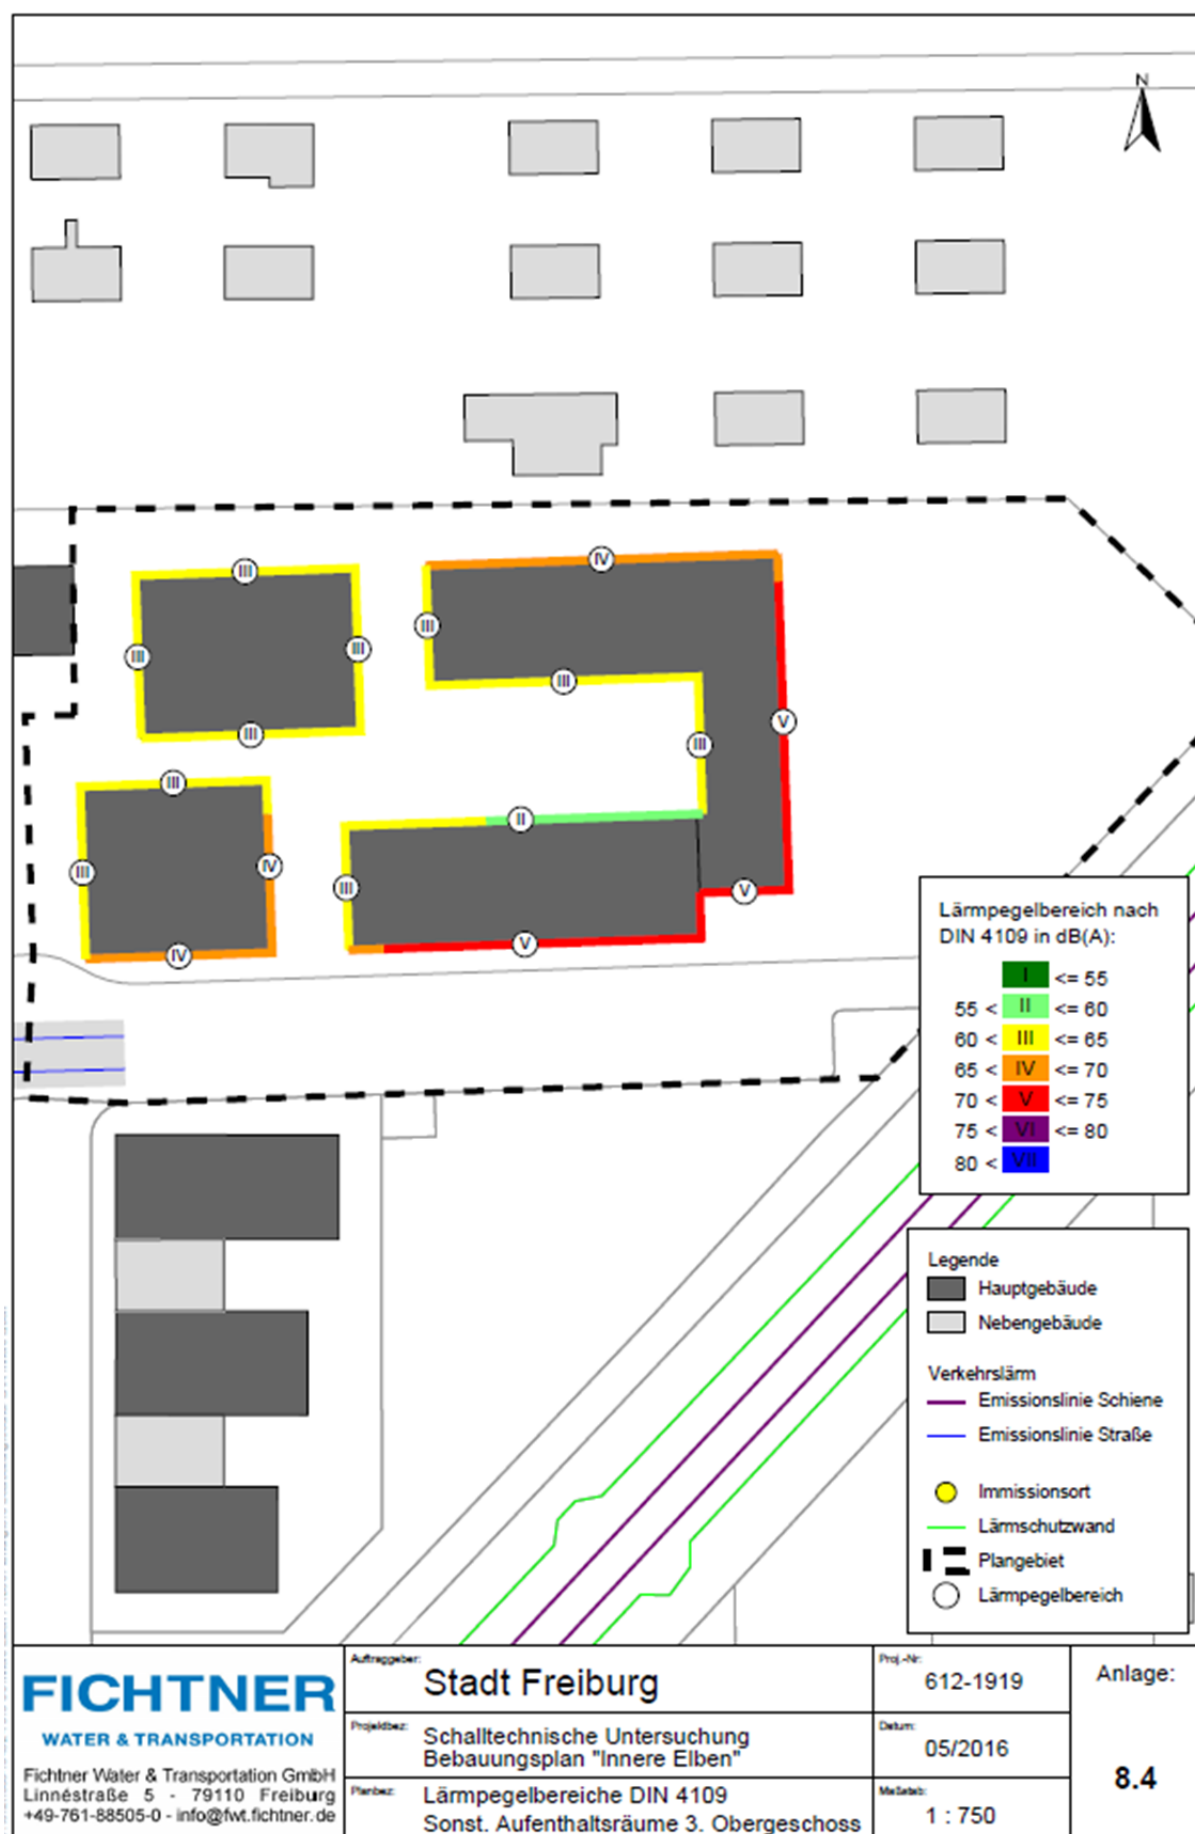 N
III
IV
III
III
III
III
III
V
III
III
II
III
IV
III
V
V
IV
Lärmpegelbereich nach
DIN 4109 in dB(A):
I <= 55
55 < II <= 60
60 < III <= 65
65 < IV <= 70
70 < V <= 75
75 < VI <= 80
80 < VII
Legende
Hauptgebäude
Nebengebäude
Verkehrslärm
Emissionslinie Schiene
Emissionslinie Straße
Immissionsort
Lärmschutzwand
Plangebiet
Lärmpegelbereich
FICHTNER
WATER & TRANSPORTATION
Fichtner Water & Transportation GmbH
Linnéstraße 5 - 79110 Freiburg
+49-761-88505-0 - info@fwt.fichtner.de
Auftraggeber:
Stadt Freiburg
Projektbez:
Schalltechnische Untersuchung
Bebauungsplan "Innere Elben"
Planbez:
Lärmpegelbereiche DIN 4109
Sonst. Aufenthaltsräume 3. Obergeschoss
Proj.-Nr:
612-1919
Datum:
05/2016
Maßstab:
1 : 750
Anlage:
8.4